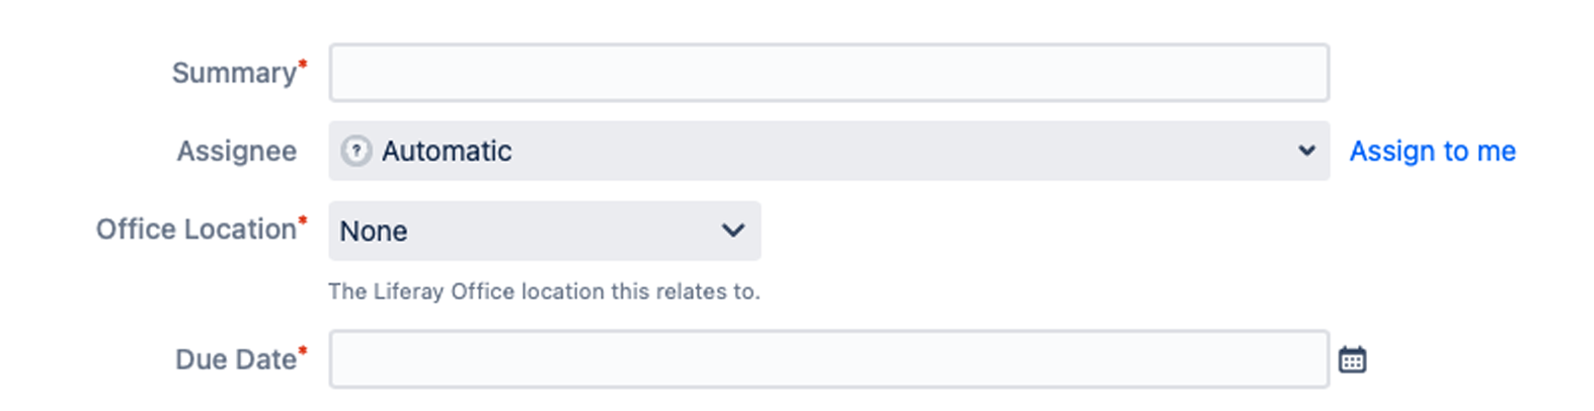 Summary*
Assignee ? Automatic Assign to me
Office Location* None
The Liferay Office location this relates to.
Due Date*